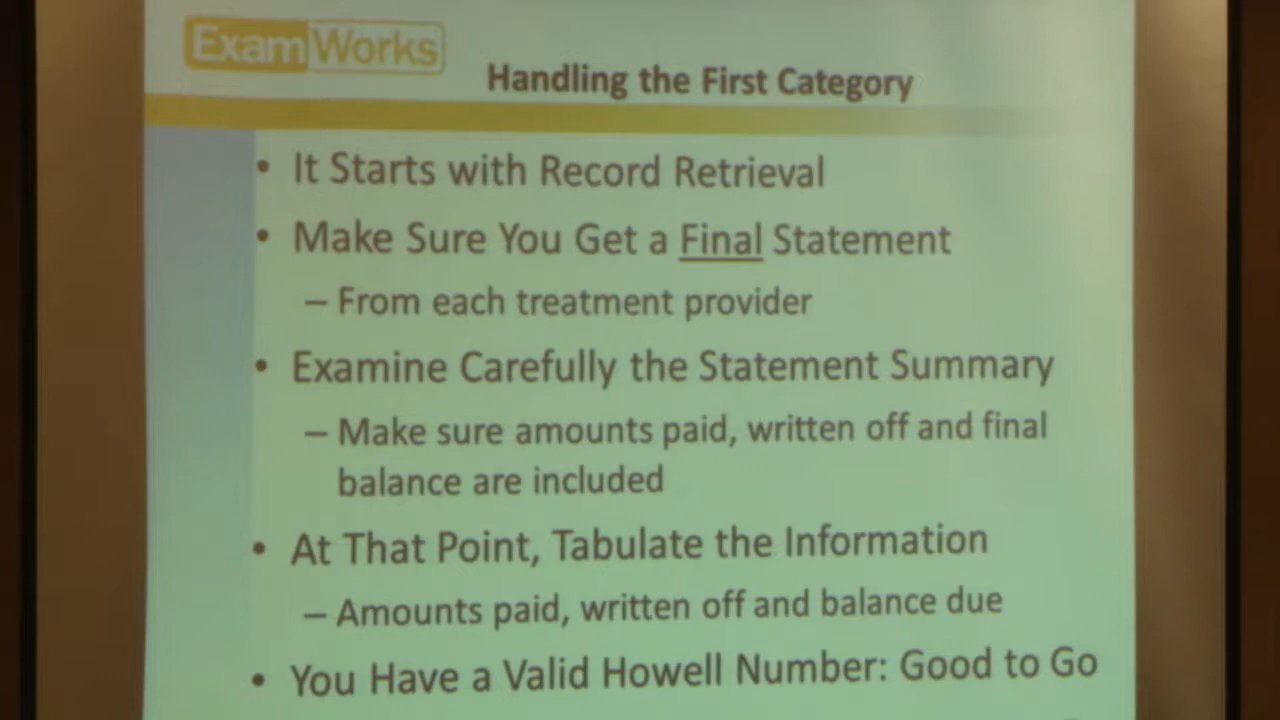 ExamWorks
Handling the First Category
• It Starts with Record Retrieval
• Make Sure You Get a Final Statement
– From each treatment provider
• Examine Carefully the Statement Summary
– Make sure amounts paid, written off and final
balance are included
• At That Point, Tabulate the Information
– Amounts paid, written off and balance due
• You Have a Valid Howell Number: Good to Go